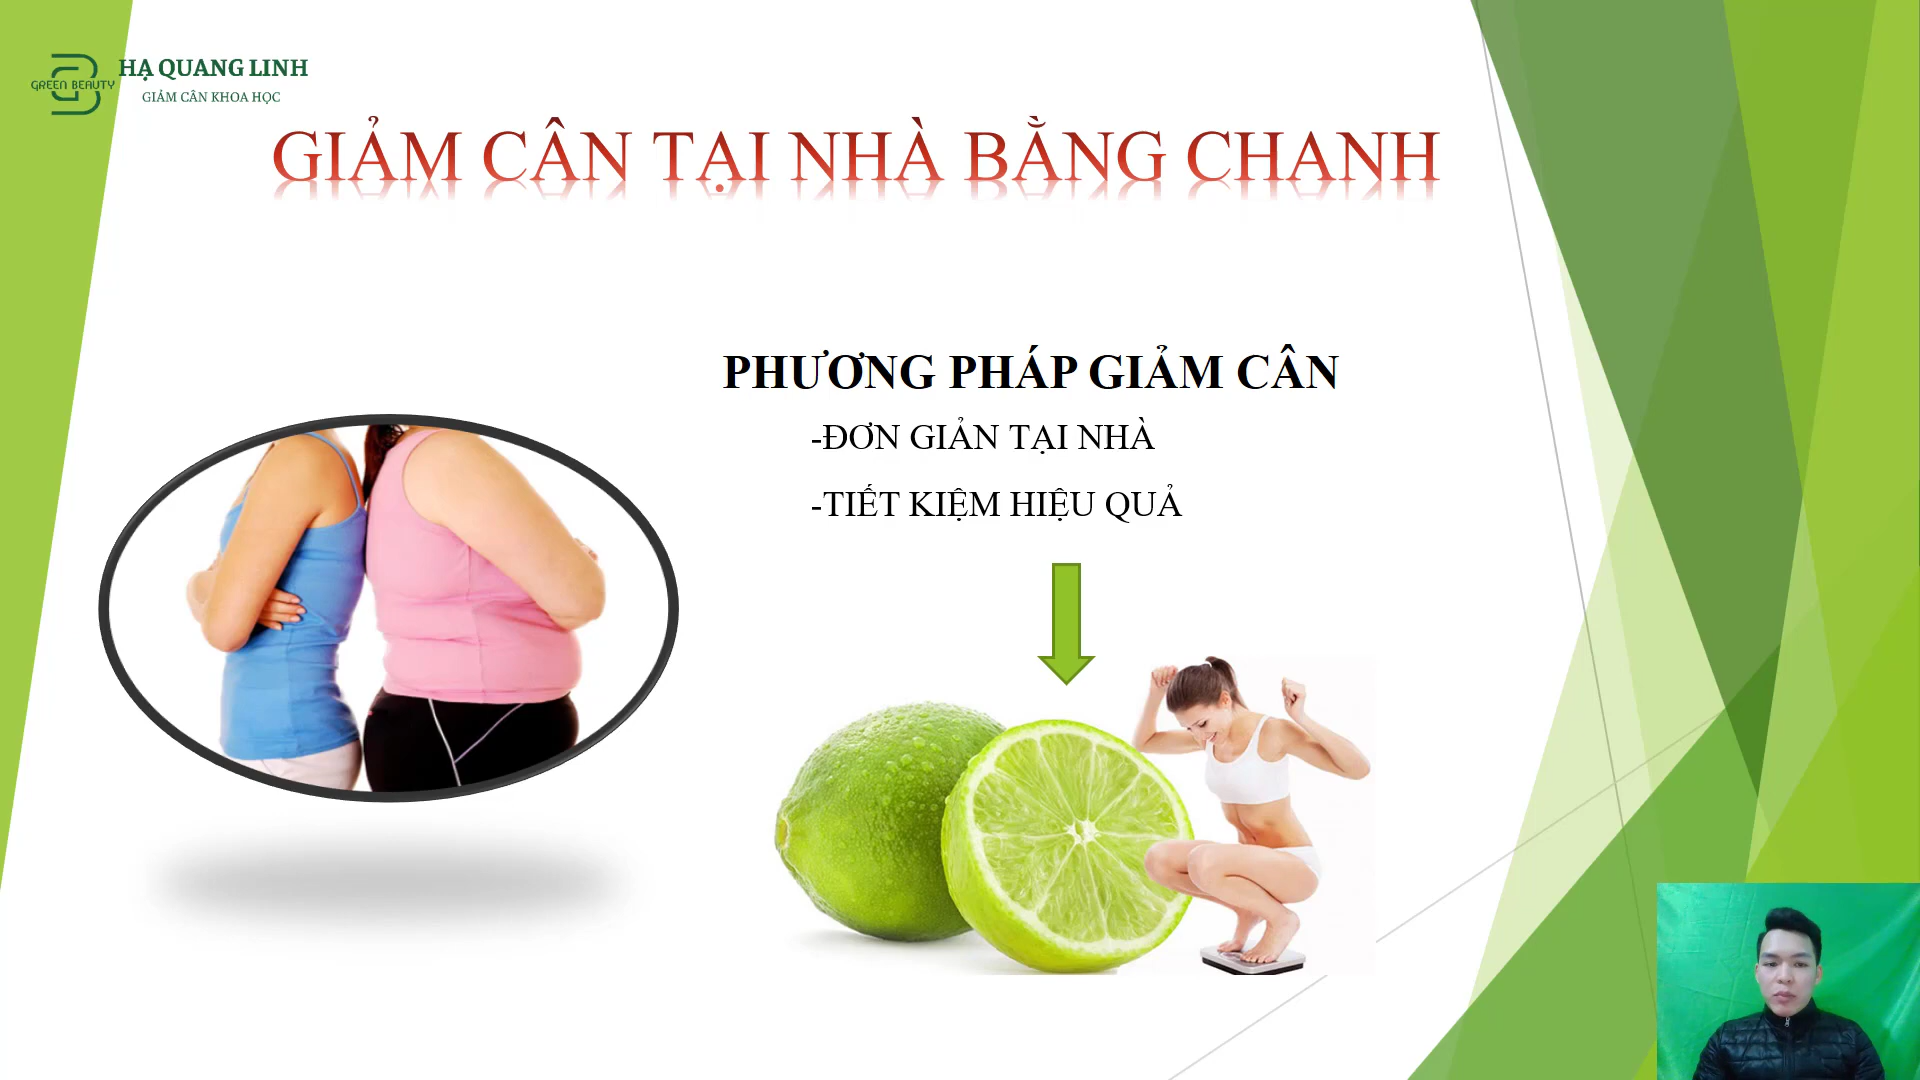 GREEN BEAUTY
HẠ QUANG LINH
GIẢM CÂN KHOA HỌC
GIẢM CÂN TẠI NHÀ BẰNG CHANH
PHƯƠNG PHÁP GIẢM CÂN
-ĐƠN GIẢN TẠI NHÀ
-TIẾT KIỆM HIỆU QUẢ